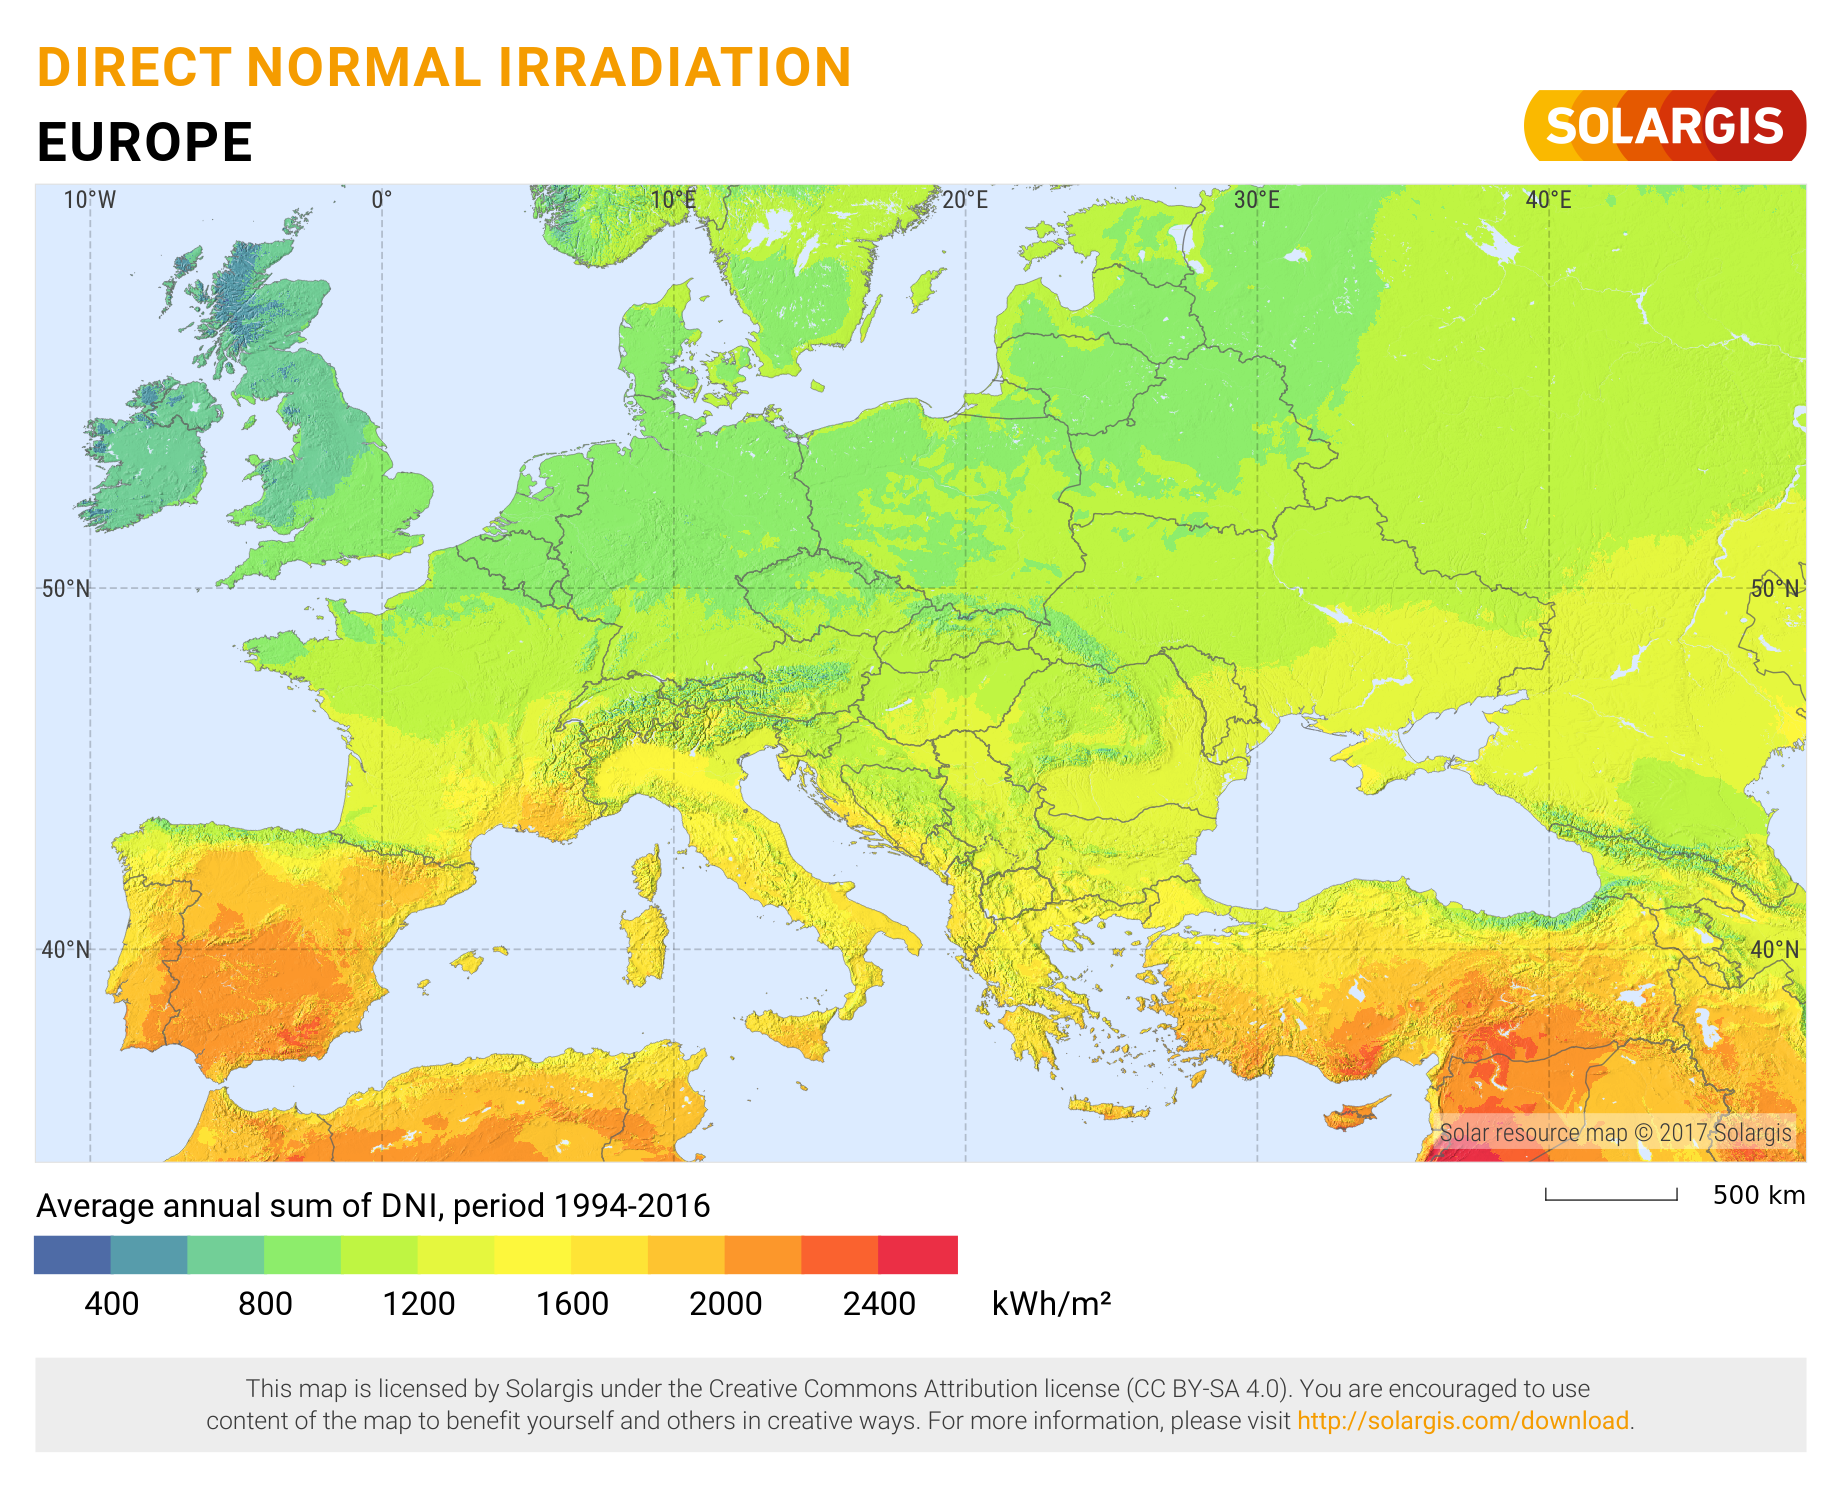 DIRECT NORMAL IRRADIATION
EUROPE
SOLARGIS
10°W 0° 10°E 20°E 30°E 40°E
50°N 50°N
40°N 40°N
Solar resource map © 2017 Solargis
500 km
Average annual sum of DNI, period 1994-2016
400 800 1200 1600 2000 2400 kWh/m²
This map is licensed by Solargis under the Creative Commons Attribution license (CC BY-SA 4.0). You are encouraged to use
content of the map to benefit yourself and others in creative ways. For more information, please visit http://solargis.com/download.